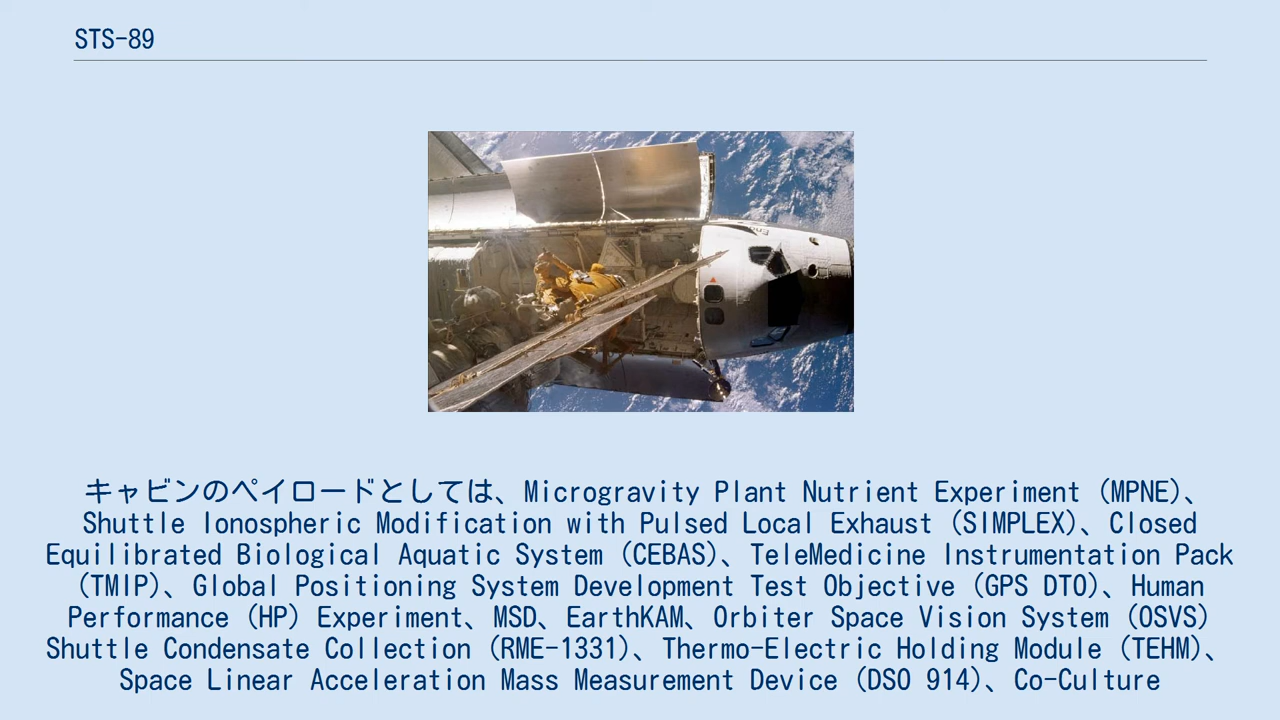 STS-89
キャビンのペイロードとしては、Microgravity Plant Nutrient Experiment (MPNE)、
Shuttle Ionospheric Modification with Pulsed Local Exhaust (SIMPLEX)、Closed
Equilibrated Biological Aquatic System (CEBAS)、TeleMedicine Instrumentation Pack
(TMIP)、Global Positioning System Development Test Objective (GPS DTO)、Human
Performance (HP) Experiment、MSD、EarthKAM、Orbiter Space Vision System (OSVS)
Shuttle Condensate Collection (RME-1331)、Thermo-Electric Holding Module (TEHM)、
Space Linear Acceleration Mass Measurement Device (DSO 914)、Co-Culture